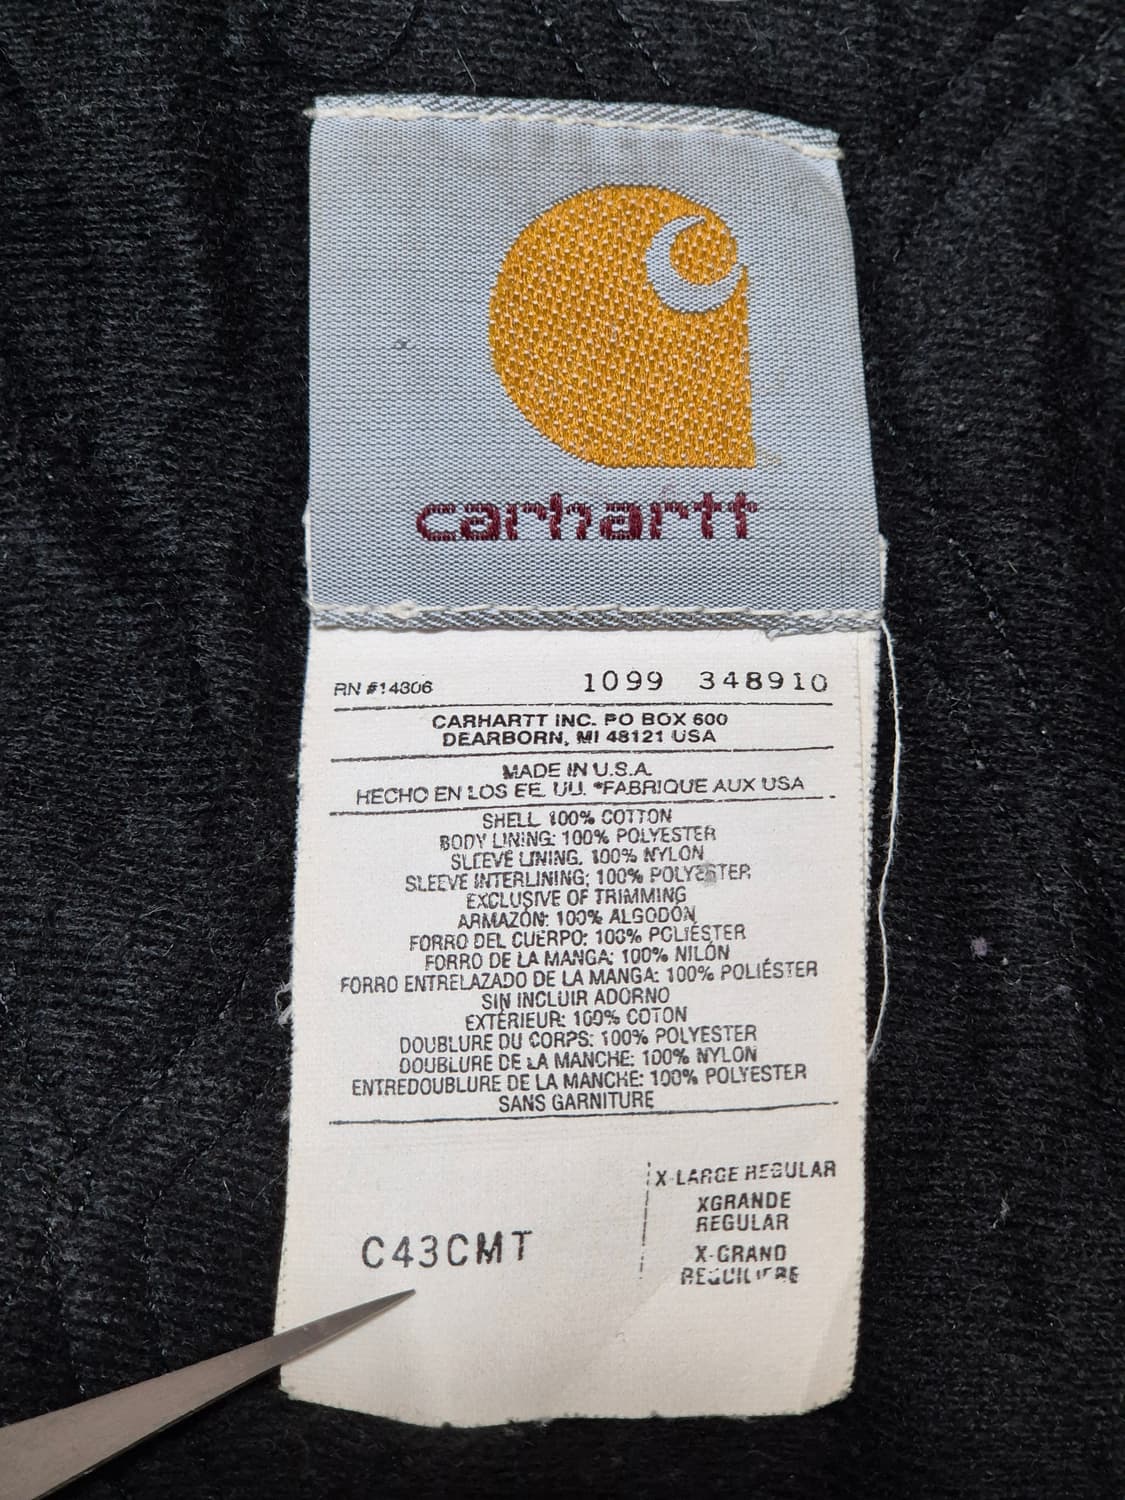 carhartt
RN #14806 1099 348910
CARHARTT INC. PO BOX 600
DEARBORN, MI 48121 USA
MADE IN U.S.A.
HECHO EN LOS EE. UU. *FABRIQUE AUX USA
SHELL 100% COTTON
BODY LINING: 100% POLYESTER
SLEEVE LINING. 100% NYLON
SLEEVE INTERLINING; 100% POLYESTER,
EXCLUSIVE OF TRIMMING
ARMAZÓN: 100% ALGODÓN
FORRO DEL CUERPO: 100% POLIÉSTER
FORRO DE LA MANGA: 100% NILÓN
FORRO ENTRELAZADO DE LA MANGA: 100% POLIÉSTER
SIN INCLUIR ADORNO
EXTÉRIEUR: 100% COTON
DOUBLURE DU CORPS: 100% POLYESTER
DOUBLURE DE LA MANCHE: 100% NYLON
ENTREDOUBLURE DE LA MANCHE: 100% POLYESTER
SANS GARNITURE
C43CMT
X-LARGE REGULAR
XGRANDE
REGULAR
X-GRAND